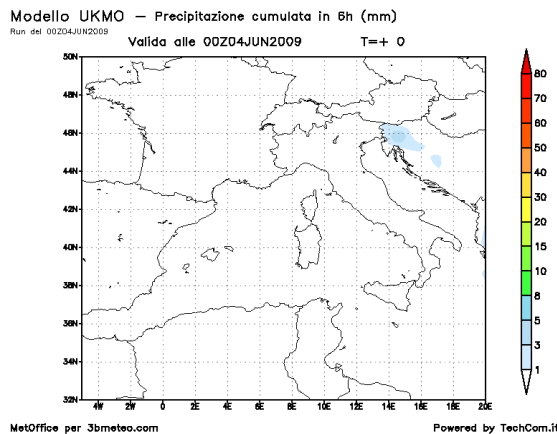 Modello UKMO – Precipitazione cumulata in 6h (mm)
Run del 00Z04JUN2009
Valida alle 00Z04JUN2009 T=+ 0
50N
48N
46N
44N
42N
40N
38N
36N
34N
32N
4W 2W 0 2E 4E 6E 8E 10E 12E 14E 16E 18E 20E
80
70
60
50
40
30
20
15
10
8
5
3
1
MetOffice per 3bmeteo.com Powered by TechCom.it